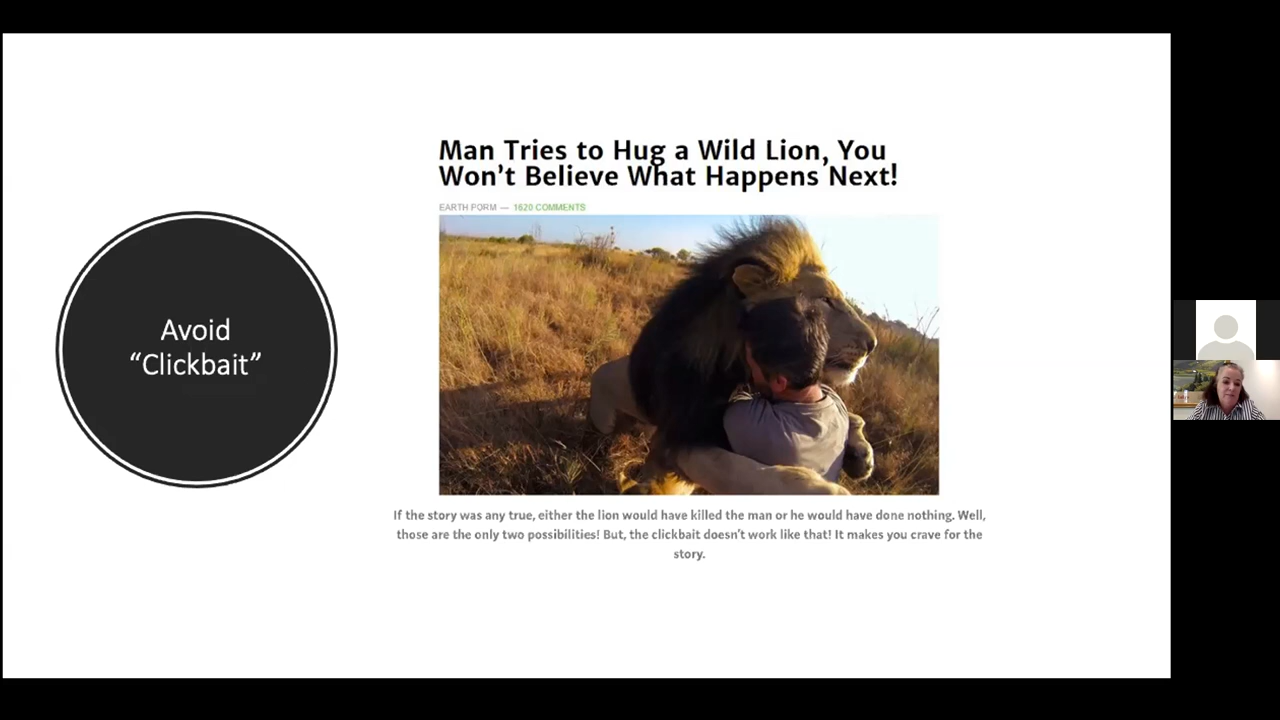 Avoid
“Clickbait”
Man Tries to Hug a Wild Lion, You
Won’t Believe What Happens Next!
EARTH PORM — 1620 COMMENTS
If the story was any true, either the lion would have killed the man or he would have done nothing. Well,
those are the only two possibilities! But, the clickbait doesn’t work like that! It makes you crave for the
story.